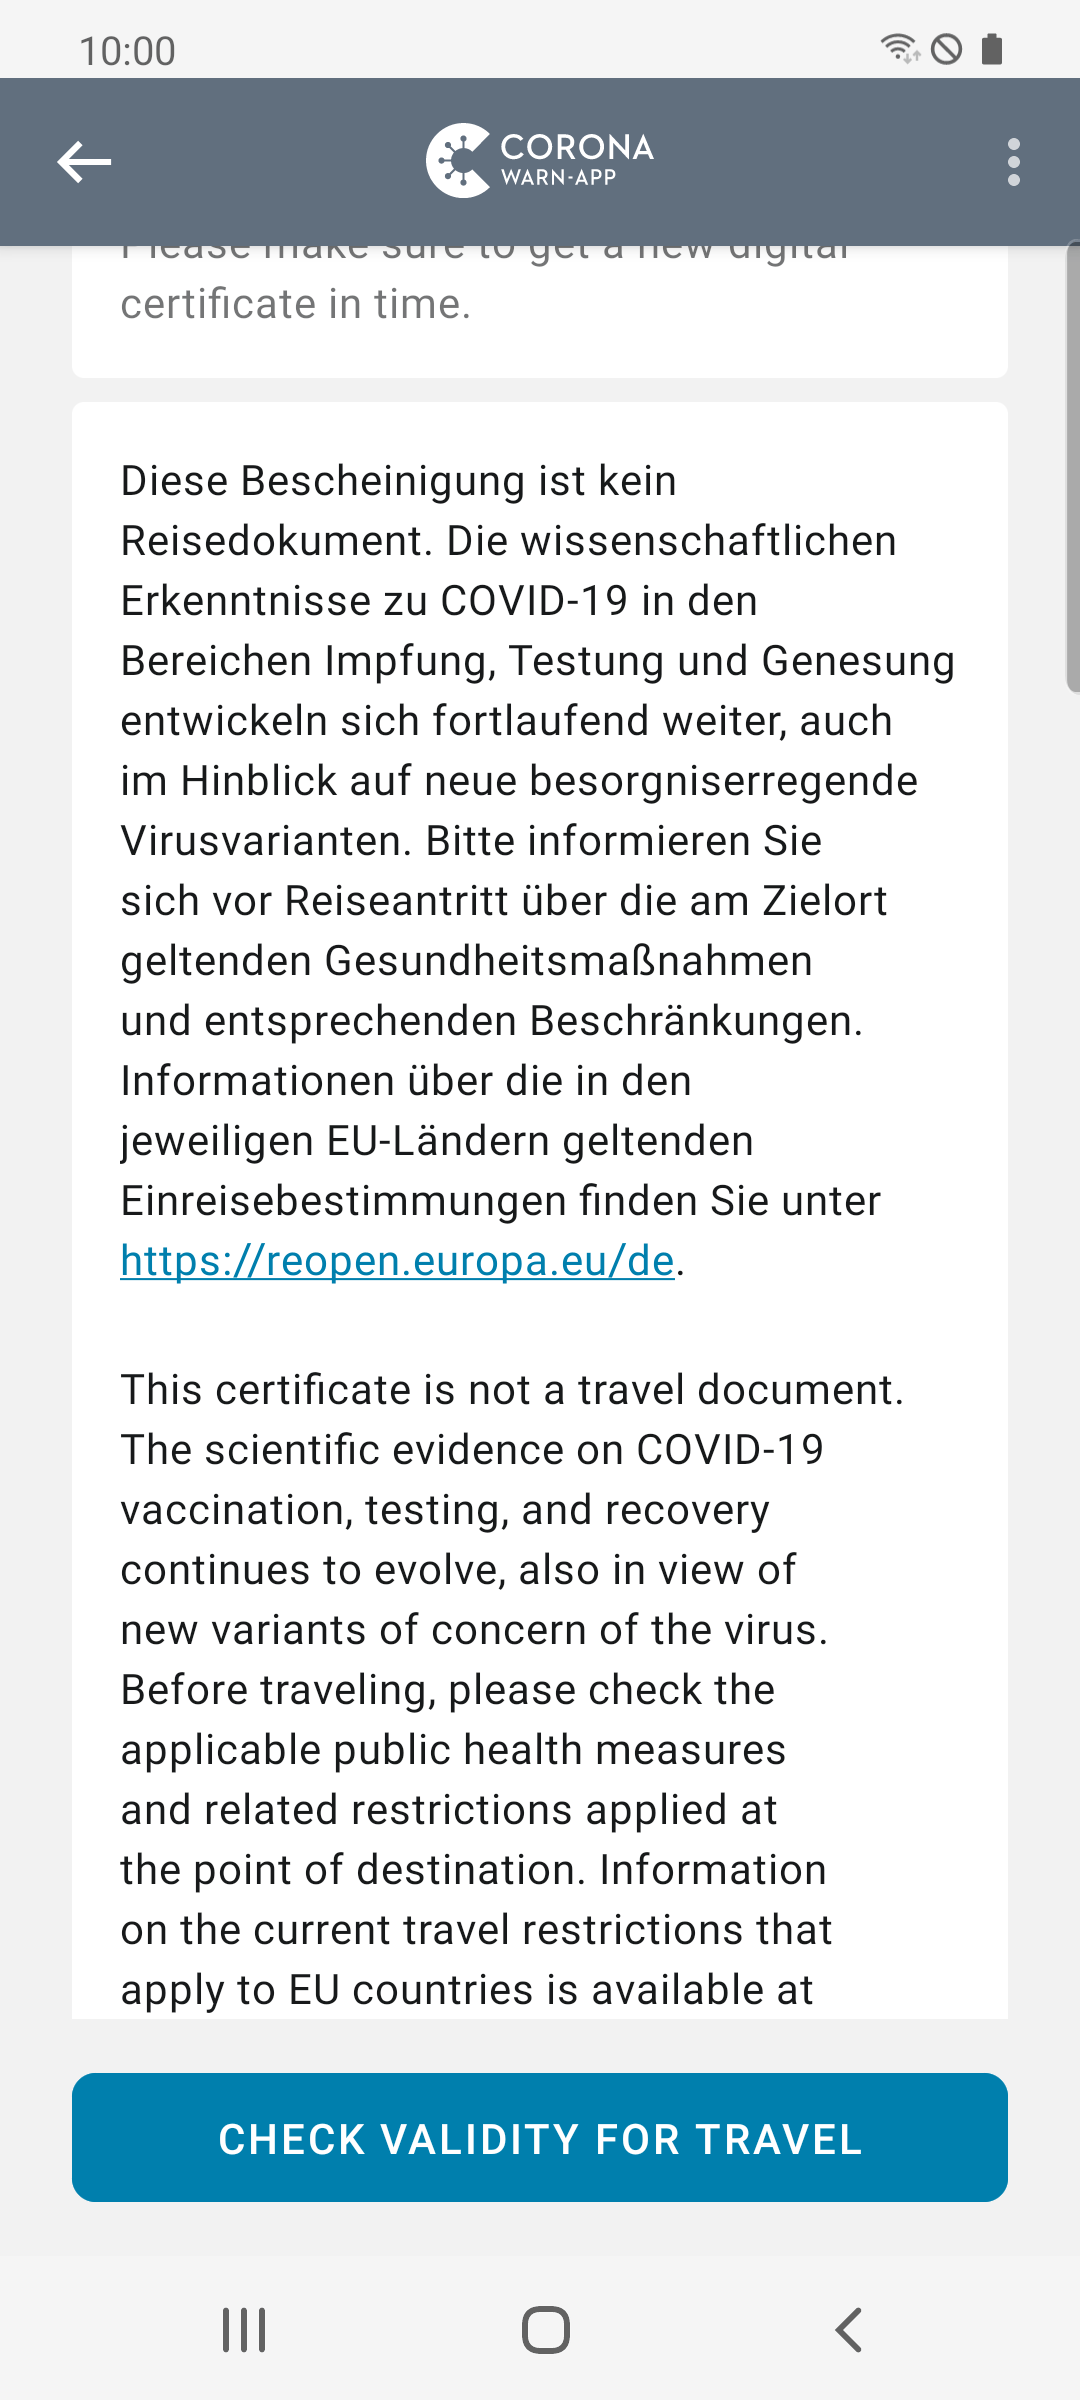 10:00
CORONA
WARN-APP
Please make sure to get a new digital
certificate in time.
Diese Bescheinigung ist kein
Reisedokument. Die wissenschaftlichen
Erkenntnisse zu COVID-19 in den
Bereichen Impfung, Testung und Genesung
entwickeln sich fortlaufend weiter, auch
im Hinblick auf neue besorgniserregende
Virusvarianten. Bitte informieren Sie
sich vor Reiseantritt über die am Zielort
geltenden Gesundheitsmaßnahmen
und entsprechenden Beschränkungen.
Informationen über die in den
jeweiligen EU-Ländern geltenden
Einreisebestimmungen finden Sie unter
https://reopen.europa.eu/de.
This certificate is not a travel document.
The scientific evidence on COVID-19
vaccination, testing, and recovery
continues to evolve, also in view of
new variants of concern of the virus.
Before traveling, please check the
applicable public health measures
and related restrictions applied at
the point of destination. Information
on the current travel restrictions that
apply to EU countries is available at
CHECK VALIDITY FOR TRAVEL